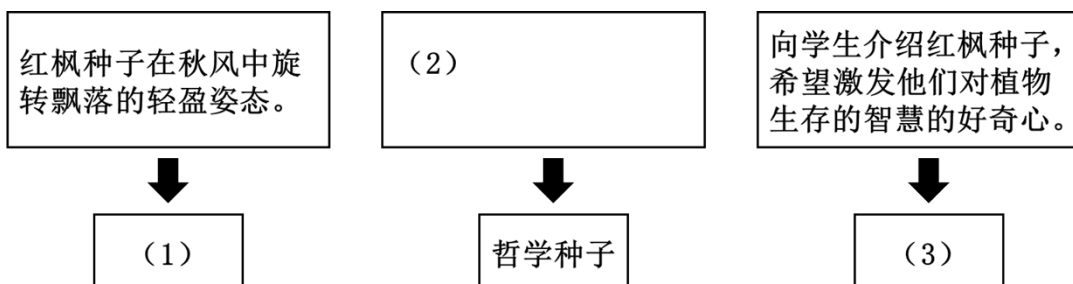 红枫种子在秋风中旋
转飘落的轻盈姿态。
（2）
向学生介绍红枫种子，
希望激发他们对植物
生存的智慧的好奇心。
（1）
哲学种子
（3）